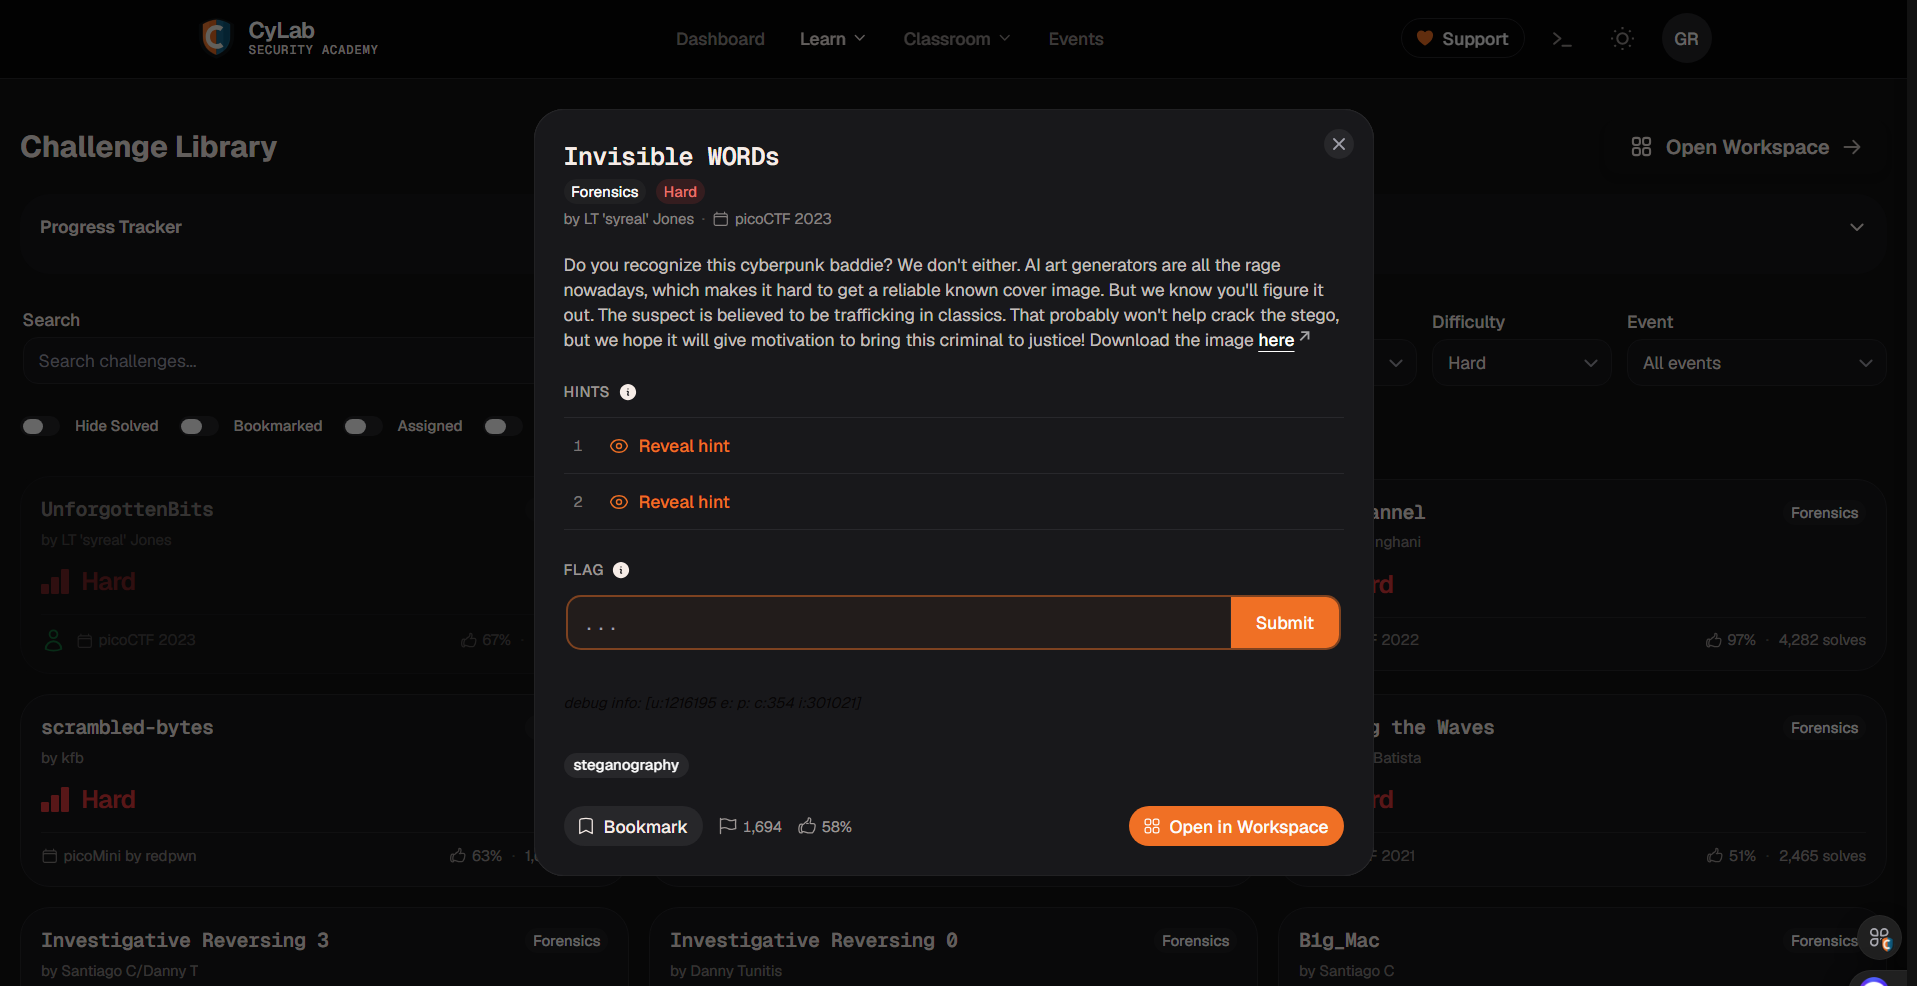 CyLab
SECURITY ACADEMY
Dashboard
Learn
Classroom
Events
Support
GR
Challenge Library
Open Workspace
Progress Tracker
Search
Search challenges...
Difficulty
Hard
Event
All events
Hide Solved
Bookmarked
Assigned
Invisible WORDs
Forensics
Hard
by LT 'syreal' Jones · picoCTF 2023
Do you recognize this cyberpunk baddie? We don't either. AI art generators are all the rage
nowadays, which makes it hard to get a reliable known cover image. But we know you'll figure it
out. The suspect is believed to be trafficking in classics. That probably won't help crack the stego,
but we hope it will give motivation to bring this criminal to justice! Download the image here
HINTS
1 Reveal hint
2 Reveal hint
FLAG
...
Submit
debug info: [u:1216195 e: p: c:354 i:301021]
steganography
Bookmark
1,694
58%
Open in Workspace
UnforgottenBits
by LT 'syreal' Jones
Hard
picoCTF 2023
67% ·
annel
Forensics
nghani
rd
2022
97% · 4,282 solves
scrambled-bytes
by kfb
Hard
picoMini by redpwn
63% ·
the Waves
Forensics
Batista
rd
2021
51% · 2,465 solves
Investigative Reversing 3
Forensics
by Santiago C/Danny T
Investigative Reversing 0
Forensics
by Danny Tunitis
B1g_Mac
Forensics
by Santiago C